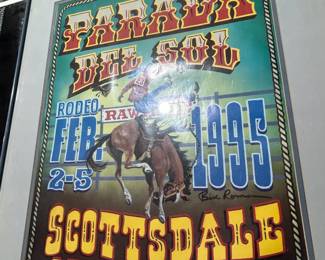 PARADA
DEL SOL
RODEO
FEB.
2-5
1995
SCOTTSDALE